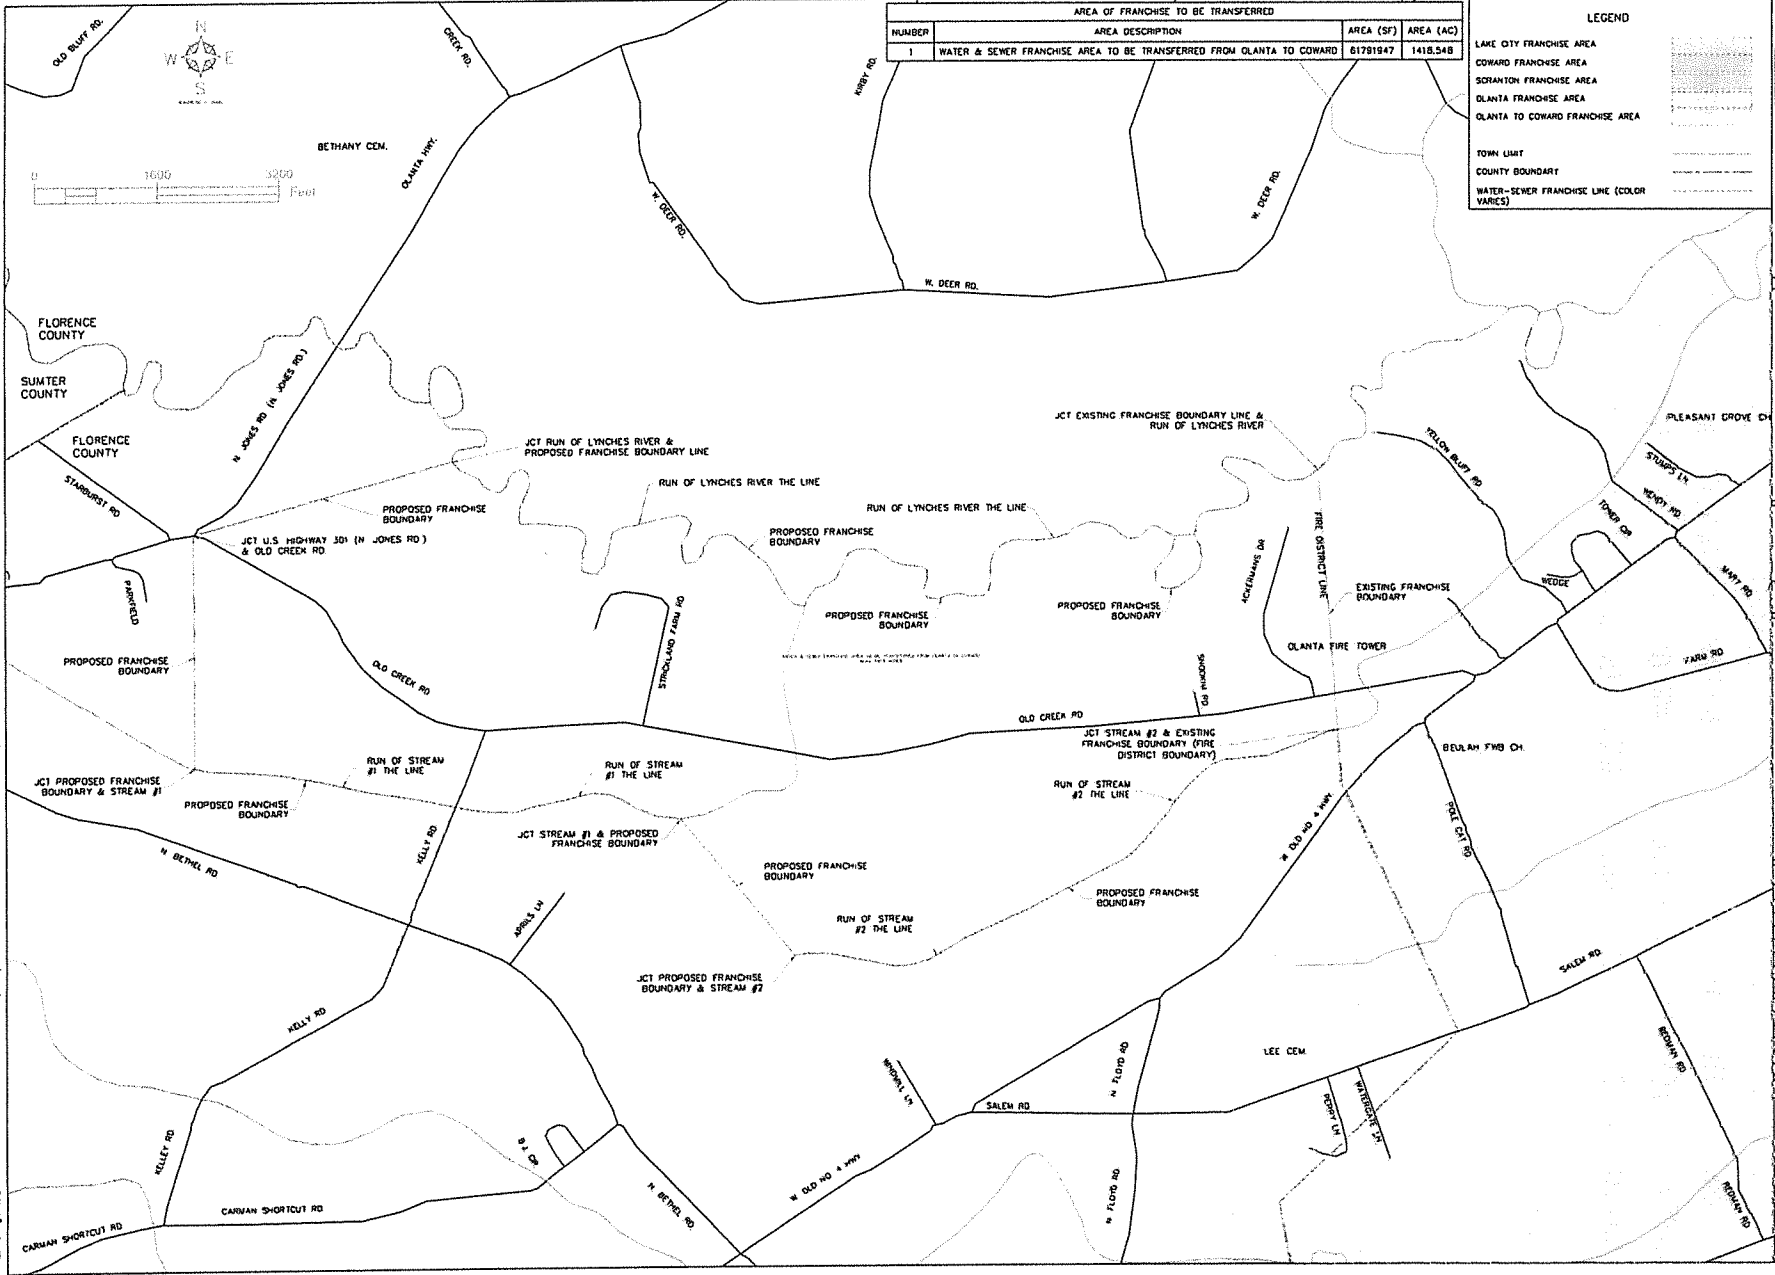 AREA OF FRANCHISE TO BE TRANSFERRED
NUMBER AREA DESCRIPTION AREA (SF) AREA (AC)
1 WATER & SEWER FRANCHISE AREA TO BE TRANSFERRED FROM OLANTA TO COWARD 61791947 1418.548
LEGEND
LAKE CITY FRANCHISE AREA
COWARD FRANCHISE AREA
SCRANTON FRANCHISE AREA
OLANTA FRANCHISE AREA
OLANTA TO COWARD FRANCHISE AREA
TOWN LIMIT
COUNTY BOUNDARY
WATER-SEWER FRANCHISE LINE (COLOR
VARIES)
OLD BLUFF RD.
N
W E
S
CREEK RD.
KIRBY RD.
BETHANY CEM.
OLANTA HWY.
0 1600 3200
Feet
W. DEER RD.
W. DEER RD.
W. DEER RD.
FLORENCE
COUNTY
SUMTER
COUNTY
FLORENCE
COUNTY
N JONES RD (N. JONES RD.)
STARBURST RD
JCT RUN OF LYNCHES RIVER &
PROPOSED FRANCHISE BOUNDARY LINE
JCT EXISTING FRANCHISE BOUNDARY LINE &
RUN OF LYNCHES RIVER
PLEASANT GROVE CH
YELLOW BLUFF RD
STUMPS LN
WENDY RD
TOWER CIR
RUN OF LYNCHES RIVER THE LINE
RUN OF LYNCHES RIVER THE LINE
PROPOSED FRANCHISE
BOUNDARY
PROPOSED FRANCHISE
BOUNDARY
JCT U.S HIGHWAY 301 (N JONES RD )
& OLD CREEK RD
FIRE DISTRICT LINE
ACKERMANS DR
PARKFIELD
STRICKLAND FARM RD
PROPOSED FRANCHISE
BOUNDARY
PROPOSED FRANCHISE
BOUNDARY
EXISTING FRANCHISE
BOUNDARY
WEDGE
MARY RD
OLANTA FIRE TOWER
FARM RD
PROPOSED FRANCHISE
BOUNDARY
OLD CREEK RD
OLD CREEK RD
JCT STREAM #2 & EXISTING
FRANCHISE BOUNDARY (FIRE
DISTRICT BOUNDARY)
BEULAH FWB CH.
JCT PROPOSED FRANCHISE
BOUNDARY & STREAM #1
RUN OF STREAM
#1 THE LINE
RUN OF STREAM
#1 THE LINE
RUN OF STREAM
#2 THE LINE
PROPOSED FRANCHISE
BOUNDARY
JCT STREAM #1 & PROPOSED
FRANCHISE BOUNDARY
KELLY RD
N BETHEL RD
W OLD NO 4 HWY.
POLE CAT RD
PROPOSED FRANCHISE
BOUNDARY
PROPOSED FRANCHISE
BOUNDARY
APRILS LN
RUN OF STREAM
#2 THE LINE
JCT PROPOSED FRANCHISE
BOUNDARY & STREAM #2
SALEM RD
KELLY RD
REDMAN RD
LEE CEM.
N FLOYD RD
WINDMILL LN
SALEM RD
PERRY LN
WATERGATE LN
KELLEY RD
B.J. CIR
W OLD NO 4 HWY
N FLOYD RD
N. BETHEL RD.
REDMAN RD
CARMAN SHORTCUT RD
CARMAN SHORTCUT RD